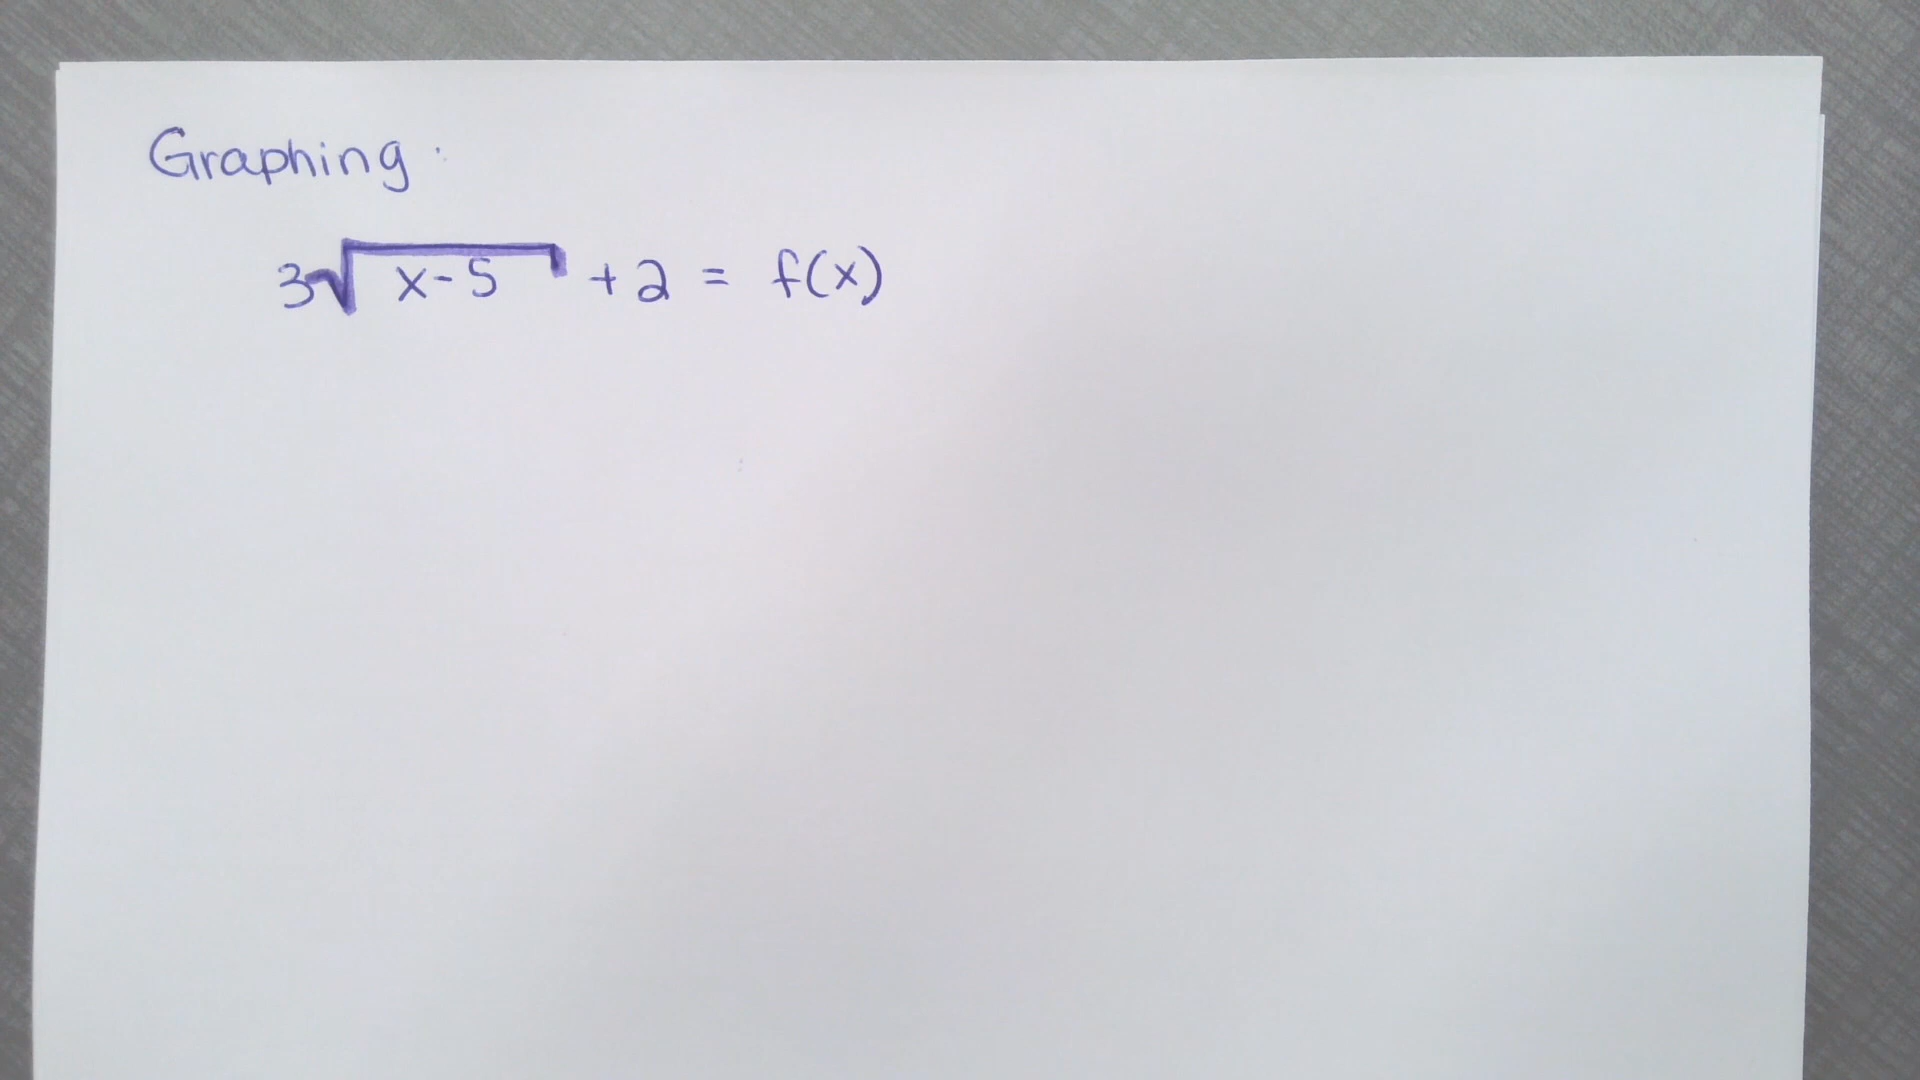 Graphing.
3√(x-5) + 2 = f(x)